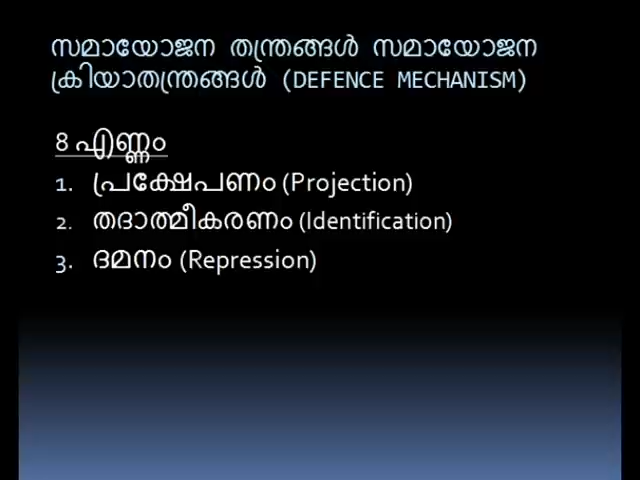 സമായോജന തന്ത്രങ്ങൾ സമായോജന
ക്രിയാതന്ത്രങ്ങൾ (DEFENCE MECHANISM)
8 എണ്ണം
1. പ്രക്ഷേപണം (Projection)
2. തദാത്മീകരണം (Identification)
3. ദമനം (Repression)